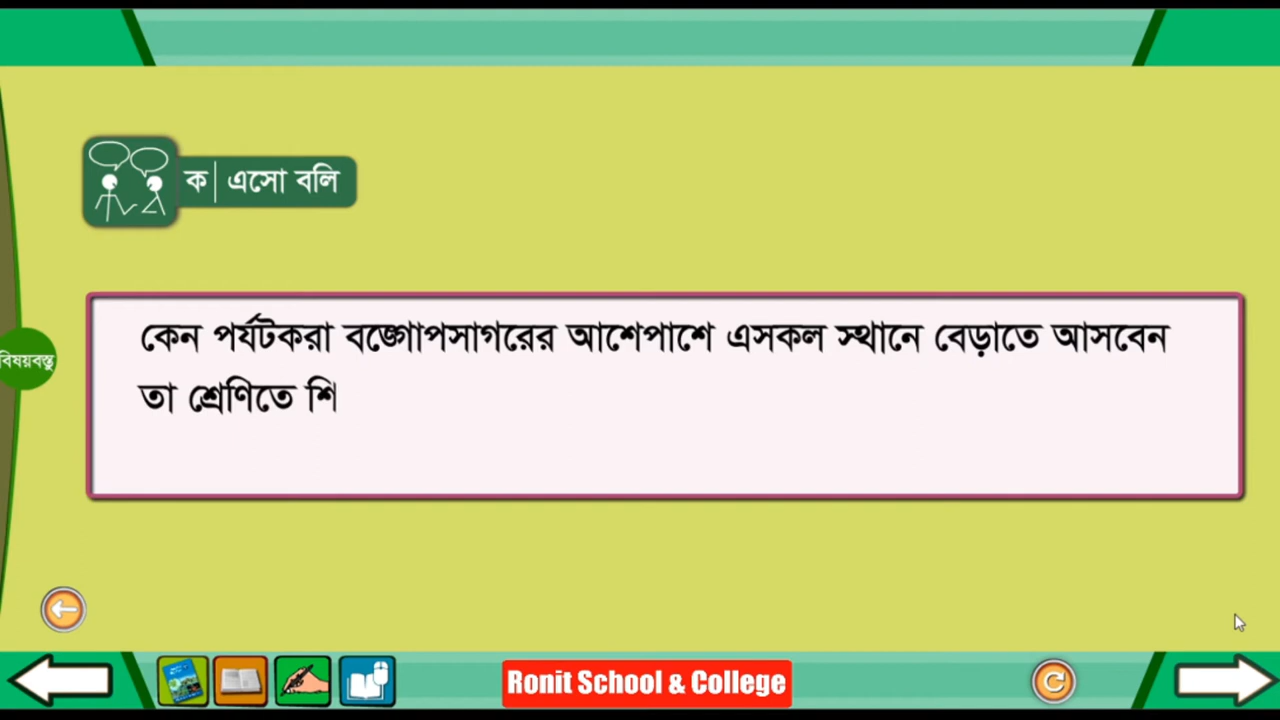 ক | এসো বলি
কেন পর্যটকরা বঙ্গোপসাগরের আশেপাশে এসকল স্থানে বেড়াতে আসবেন
তা শ্রেণিতে শি
বিষয়বস্তু
Ronit School & College